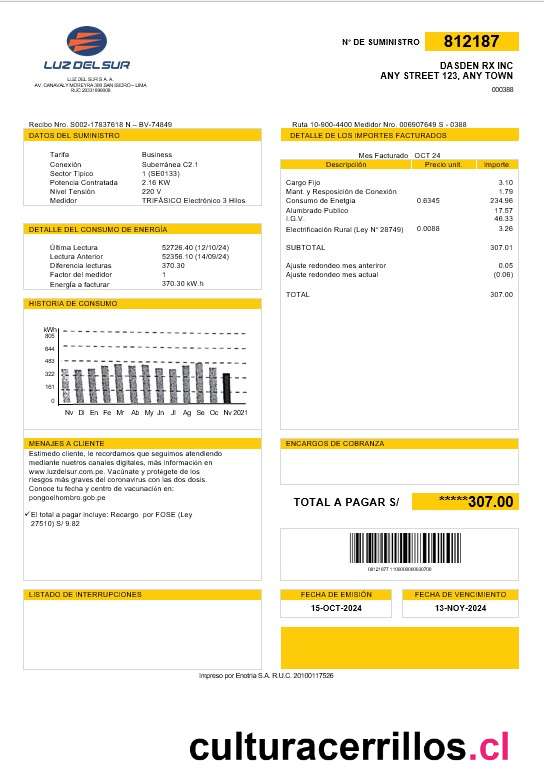 LUZ DEL SUR
LUZ DEL SUR S.A.A.
AV. CANAVALY MOREYRA 380 SAN ISIDRO – LIMA
N° DE SUMINISTRO 812187
DASDEN RX INC
ANY STREET 123, ANY TOWN
000388
Recibo Nro. S002-17837618 N – BV-74849
Ruta 10-900-4400 Medidor Nro. 006907649 S - 0388
DATOS DEL SUMINISTRO
Tarifa Business
Conexión Suberránea C2.1
Sector Típico 1 (SE0133)
Potencia Contratada 2.16 KW
Nivel Tensión 220 V
Medidor TRIFÁSICO Electrónico 3 Hilos
DETALLE DE LOS IMPORTES FACTURADOS
Mes Facturado OCT 24
Descripción Precio unit. Importe
Cargo Fijo 3.10
Mant. y Resposición de Conexión 1.79
Consumo de Enetgía 0.6345 234.96
Alumbrado Publico 17.57
I.G.V. 46.33
Electrificación Rural (Ley N° 28749) 0.0088 3.26
SUBTOTAL 307.01
Ajuste redondeo mes anteriror 0.05
Ajuste redondeo mes actual (0.06)
TOTAL 307.00
DETALLE DEL CONSUMO DE ENERGÍA
Última Lectura 52726.40 (12/10/24)
Lectura Anterior 52356.10 (14/09/24)
Diferencia lecturas 370.30
Factor del medidor 1
Energía a facturar 370.30 kW.h
HISTORIA DE CONSUMO
kWh
805
644
483
322
161
0
Nv Di En Fe Mr Ab My Jn Jl Ag Se Oc Nv 2021
MENAJES A CLIENTE
Estimedo cliente, le recordamos que seguimos atendiendo
mediante nuetros canales digitales, más información en
www.luzdelsur.com.pe. Vacúnate y protégete de los
riesgos más graves del coronavirus con las dos dosis.
Conoce tu fecha y centro de vacunación en:
pongoelhombro.gob.pe
✓El total a pagar incluye: Recargo por FOSE (Ley
27510) S/ 9.82
ENCARGOS DE COBRANZA
TOTAL A PAGAR S/ *****307.00
LISTADO DE INTERRUPCIONES
FECHA DE EMISIÓN
15-OCT-2024
FECHA DE VENCIMIENTO
13-NOY-2024
Impreso por Enotria S.A. R.U.C. 20100117526
culturacerrillos.cl